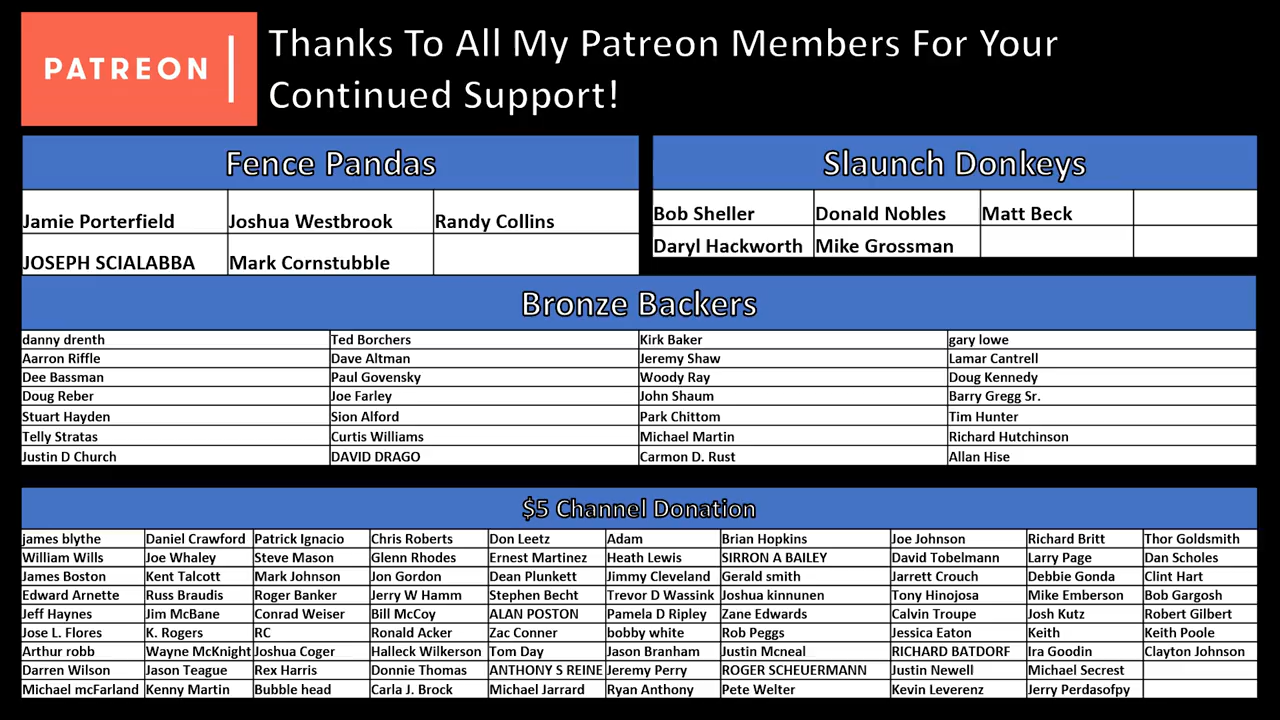 PATREON
Thanks To All My Patreon Members For Your
Continued Support!
Fence Pandas
Jamie Porterfield Joshua Westbrook Randy Collins
JOSEPH SCIALABBA Mark Cornstubble
Slaunch Donkeys
Bob Sheller Donald Nobles Matt Beck
Daryl Hackworth Mike Grossman
Bronze Backers
danny drenth Ted Borchers Kirk Baker gary lowe
Aarron Riffle Dave Altman Jeremy Shaw Lamar Cantrell
Dee Bassman Paul Govensky Woody Ray Doug Kennedy
Doug Reber Joe Farley John Shaum Barry Gregg Sr.
Stuart Hayden Sion Alford Park Chittom Tim Hunter
Telly Stratas Curtis Williams Michael Martin Richard Hutchinson
Justin D Church DAVID DRAGO Carmon D. Rust Allan Hise
$5 Channel Donation
james blythe Daniel Crawford Patrick Ignacio Chris Roberts Don Leetz Adam Brian Hopkins Joe Johnson Richard Britt Thor Goldsmith
William Wills Joe Whaley Steve Mason Glenn Rhodes Ernest Martinez Heath Lewis SIRRON A BAILEY David Tobelmann Larry Page Dan Scholes
James Boston Kent Talcott Mark Johnson Jon Gordon Dean Plunkett Jimmy Cleveland Gerald smith Jarrett Crouch Debbie Gonda Clint Hart
Edward Arnette Russ Braudis Roger Banker Jerry W Hamm Stephen Becht Trevor D Wassink Joshua kinnunen Tony Hinojosa Mike Emberson Bob Gargosh
Jeff Haynes Jim McBane Conrad Weiser Bill McCoy ALAN POSTON Pamela D Ripley Zane Edwards Calvin Troupe Josh Kutz Robert Gilbert
Jose L. Flores K. Rogers RC Ronald Acker Zac Conner bobby white Rob Peggs Jessica Eaton Keith Keith Poole
Arthur robb Wayne McKnight Joshua Coger Halleck Wilkerson Tom Day Jason Branham Justin Mcneal RICHARD BATDORF Ira Goodin Clayton Johnson
Darren Wilson Jason Teague Rex Harris Donnie Thomas ANTHONY S REINE Jeremy Perry ROGER SCHEUERMANN Justin Newell Michael Secrest
Michael mcFarland Kenny Martin Bubble head Carla J. Brock Michael Jarrard Ryan Anthony Pete Welter Kevin Leverenz Jerry Perdasofpy